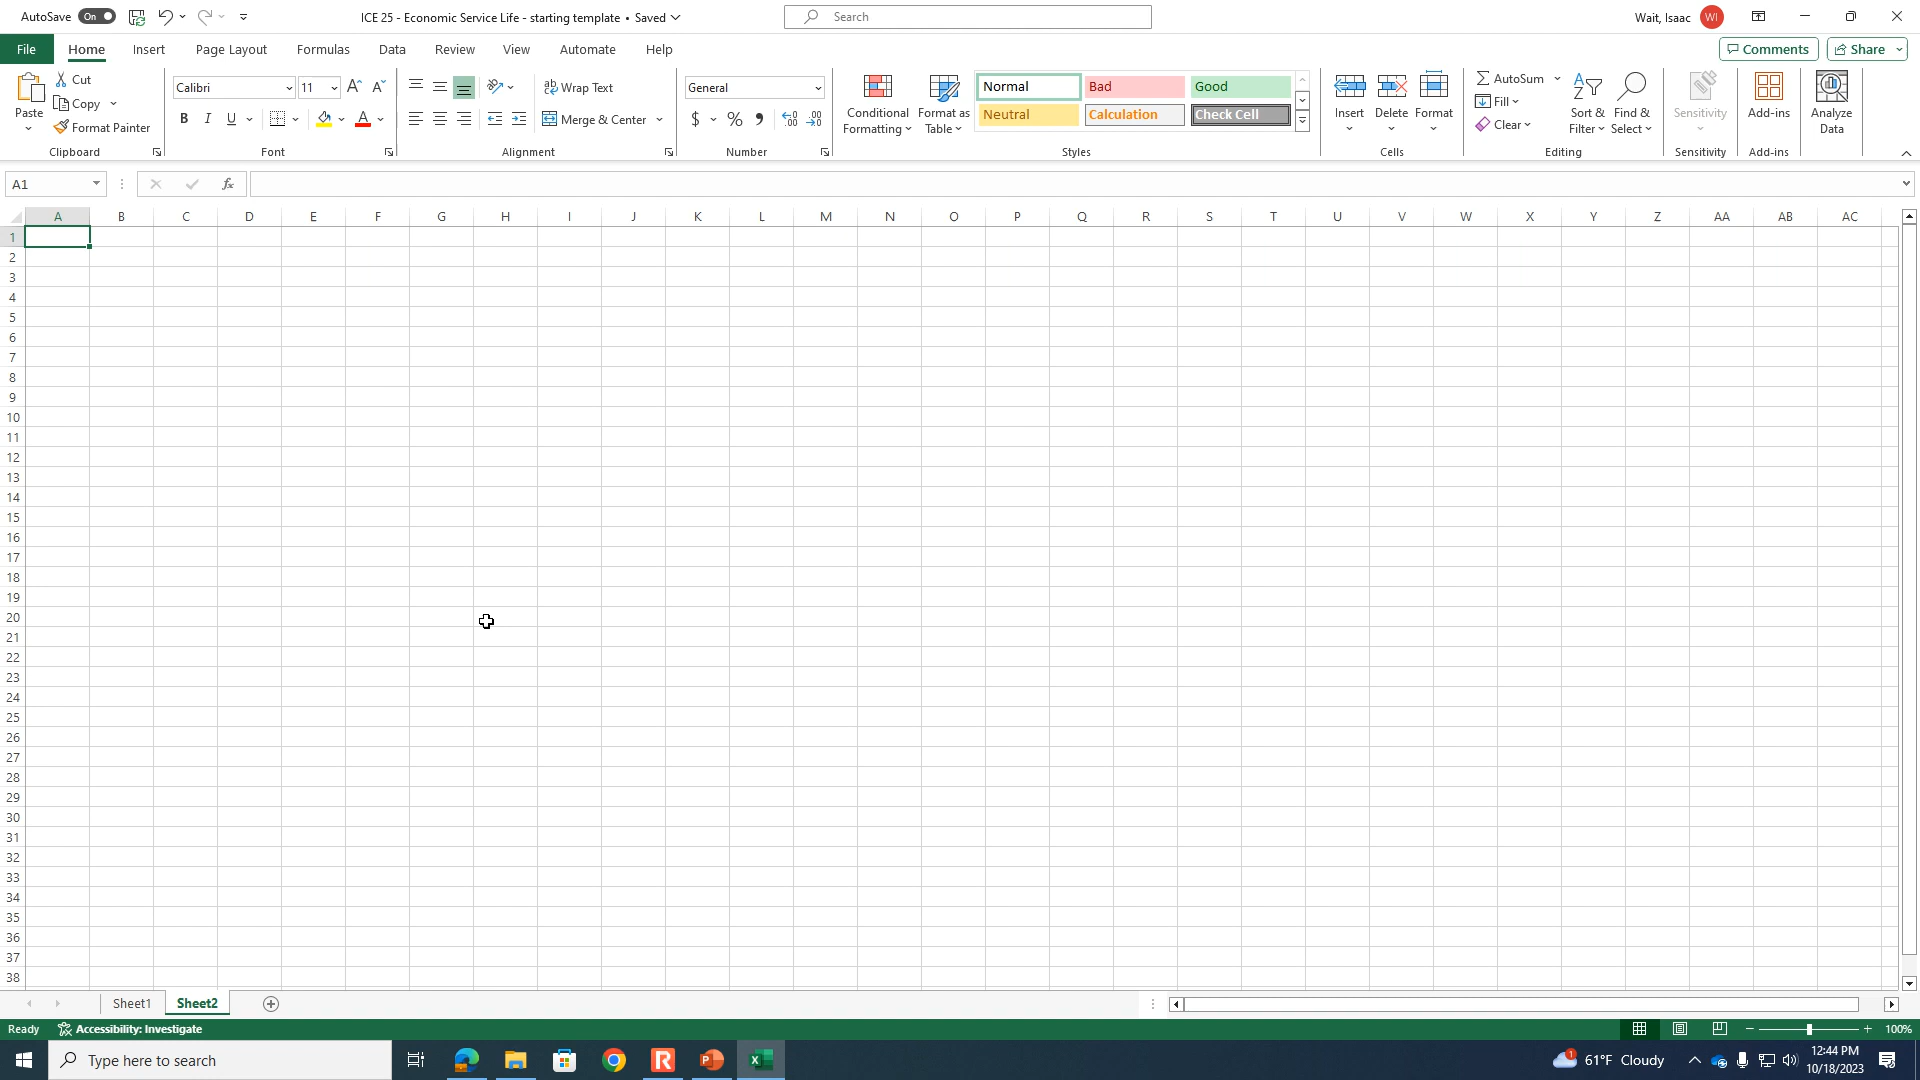 AutoSave On ICE 25 - Economic Service Life - starting template • Saved Search Wait, Isaac WI
File Home Insert Page Layout Formulas Data Review View Automate Help Comments Share
Paste Cut Copy Format Painter
Clipboard
Calibri 11 A A
B I U A
Font
ab Wrap Text
Merge & Center
Alignment
General
$ % 9 .00 .00
Number
Conditional Formatting
Format as Table
Normal Bad Good
Neutral Calculation Check Cell
Styles
Insert Delete Format
Cells
AutoSum
Fill
Clear
Sort & Filter
Find & Select
Editing
Sensitivity
Sensitivity
Add-ins
Add-ins
Analyze Data
A1 fx
A B C D E F G H I J K L M N O P Q R S T U V W X Y Z AA AB AC
1
2
3
4
5
6
7
8
9
10
11
12
13
14
15
16
17
18
19
20
21
22
23
24
25
26
27
28
29
30
31
32
33
34
35
36
37
38
Sheet1 Sheet2
Ready Accessibility: Investigate 100%
Type here to search 1 61°F Cloudy 12:44 PM
10/18/2023